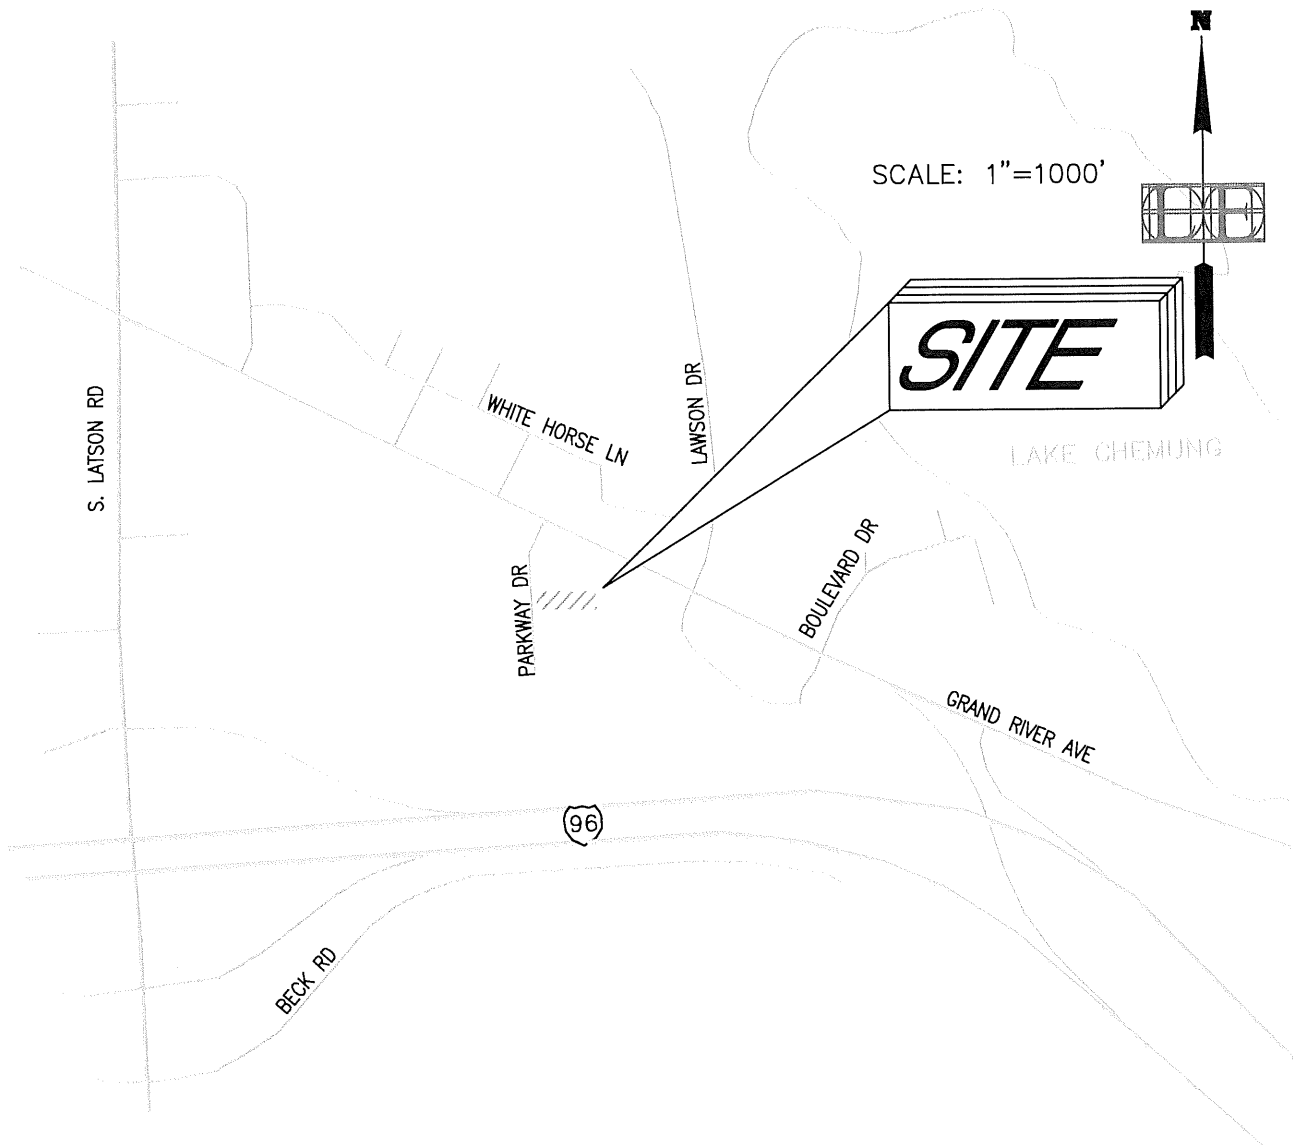 N
SCALE: 1"=1000'
LE
SITE
S. LATSON RD
WHITE HORSE LN
LAWSON DR
LAKE CHEMUNG
PARKWAY DR
BOULEVARD DR
GRAND RIVER AVE
96
BECK RD